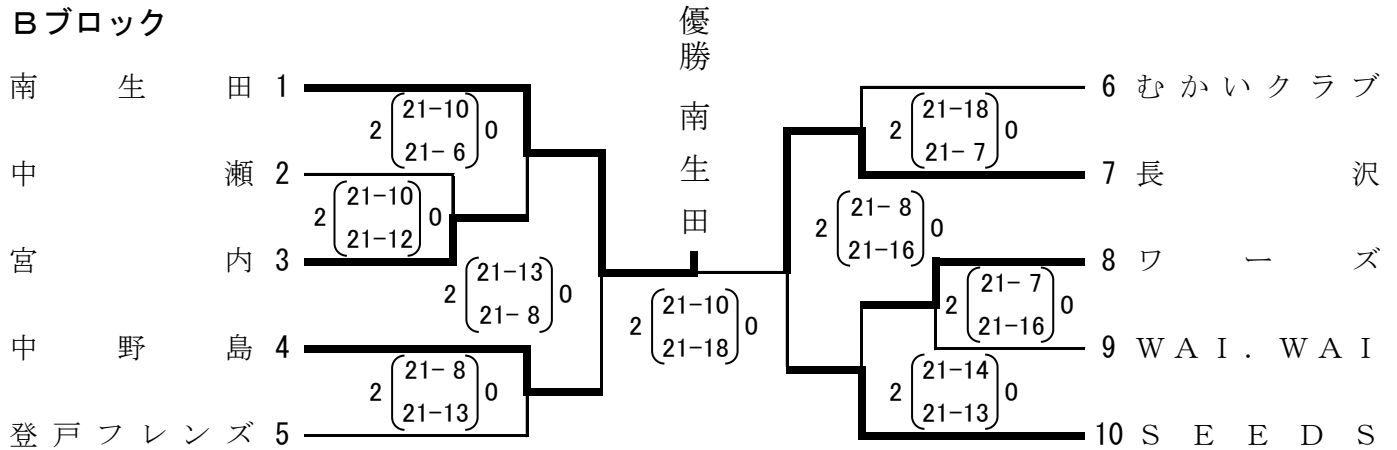 Bブロック
優勝 南生田
南生田 1
2 (21-10 21- 6) 0
中瀬 2
2 (21-10 21-12) 0
宮内 3
2 (21-13 21- 8) 0
中野島 4
2 (21- 8 21-13) 0
登戸フレンズ 5
2 (21-10 21-18) 0
6 むかいクラブ
2 (21-18 21- 7) 0
7 長沢
2 (21- 8 21-16) 0
8 ワーズ
2 (21- 7 21-16) 0
9 WAI.WAI
2 (21-14 21-13) 0
10 SEEDS